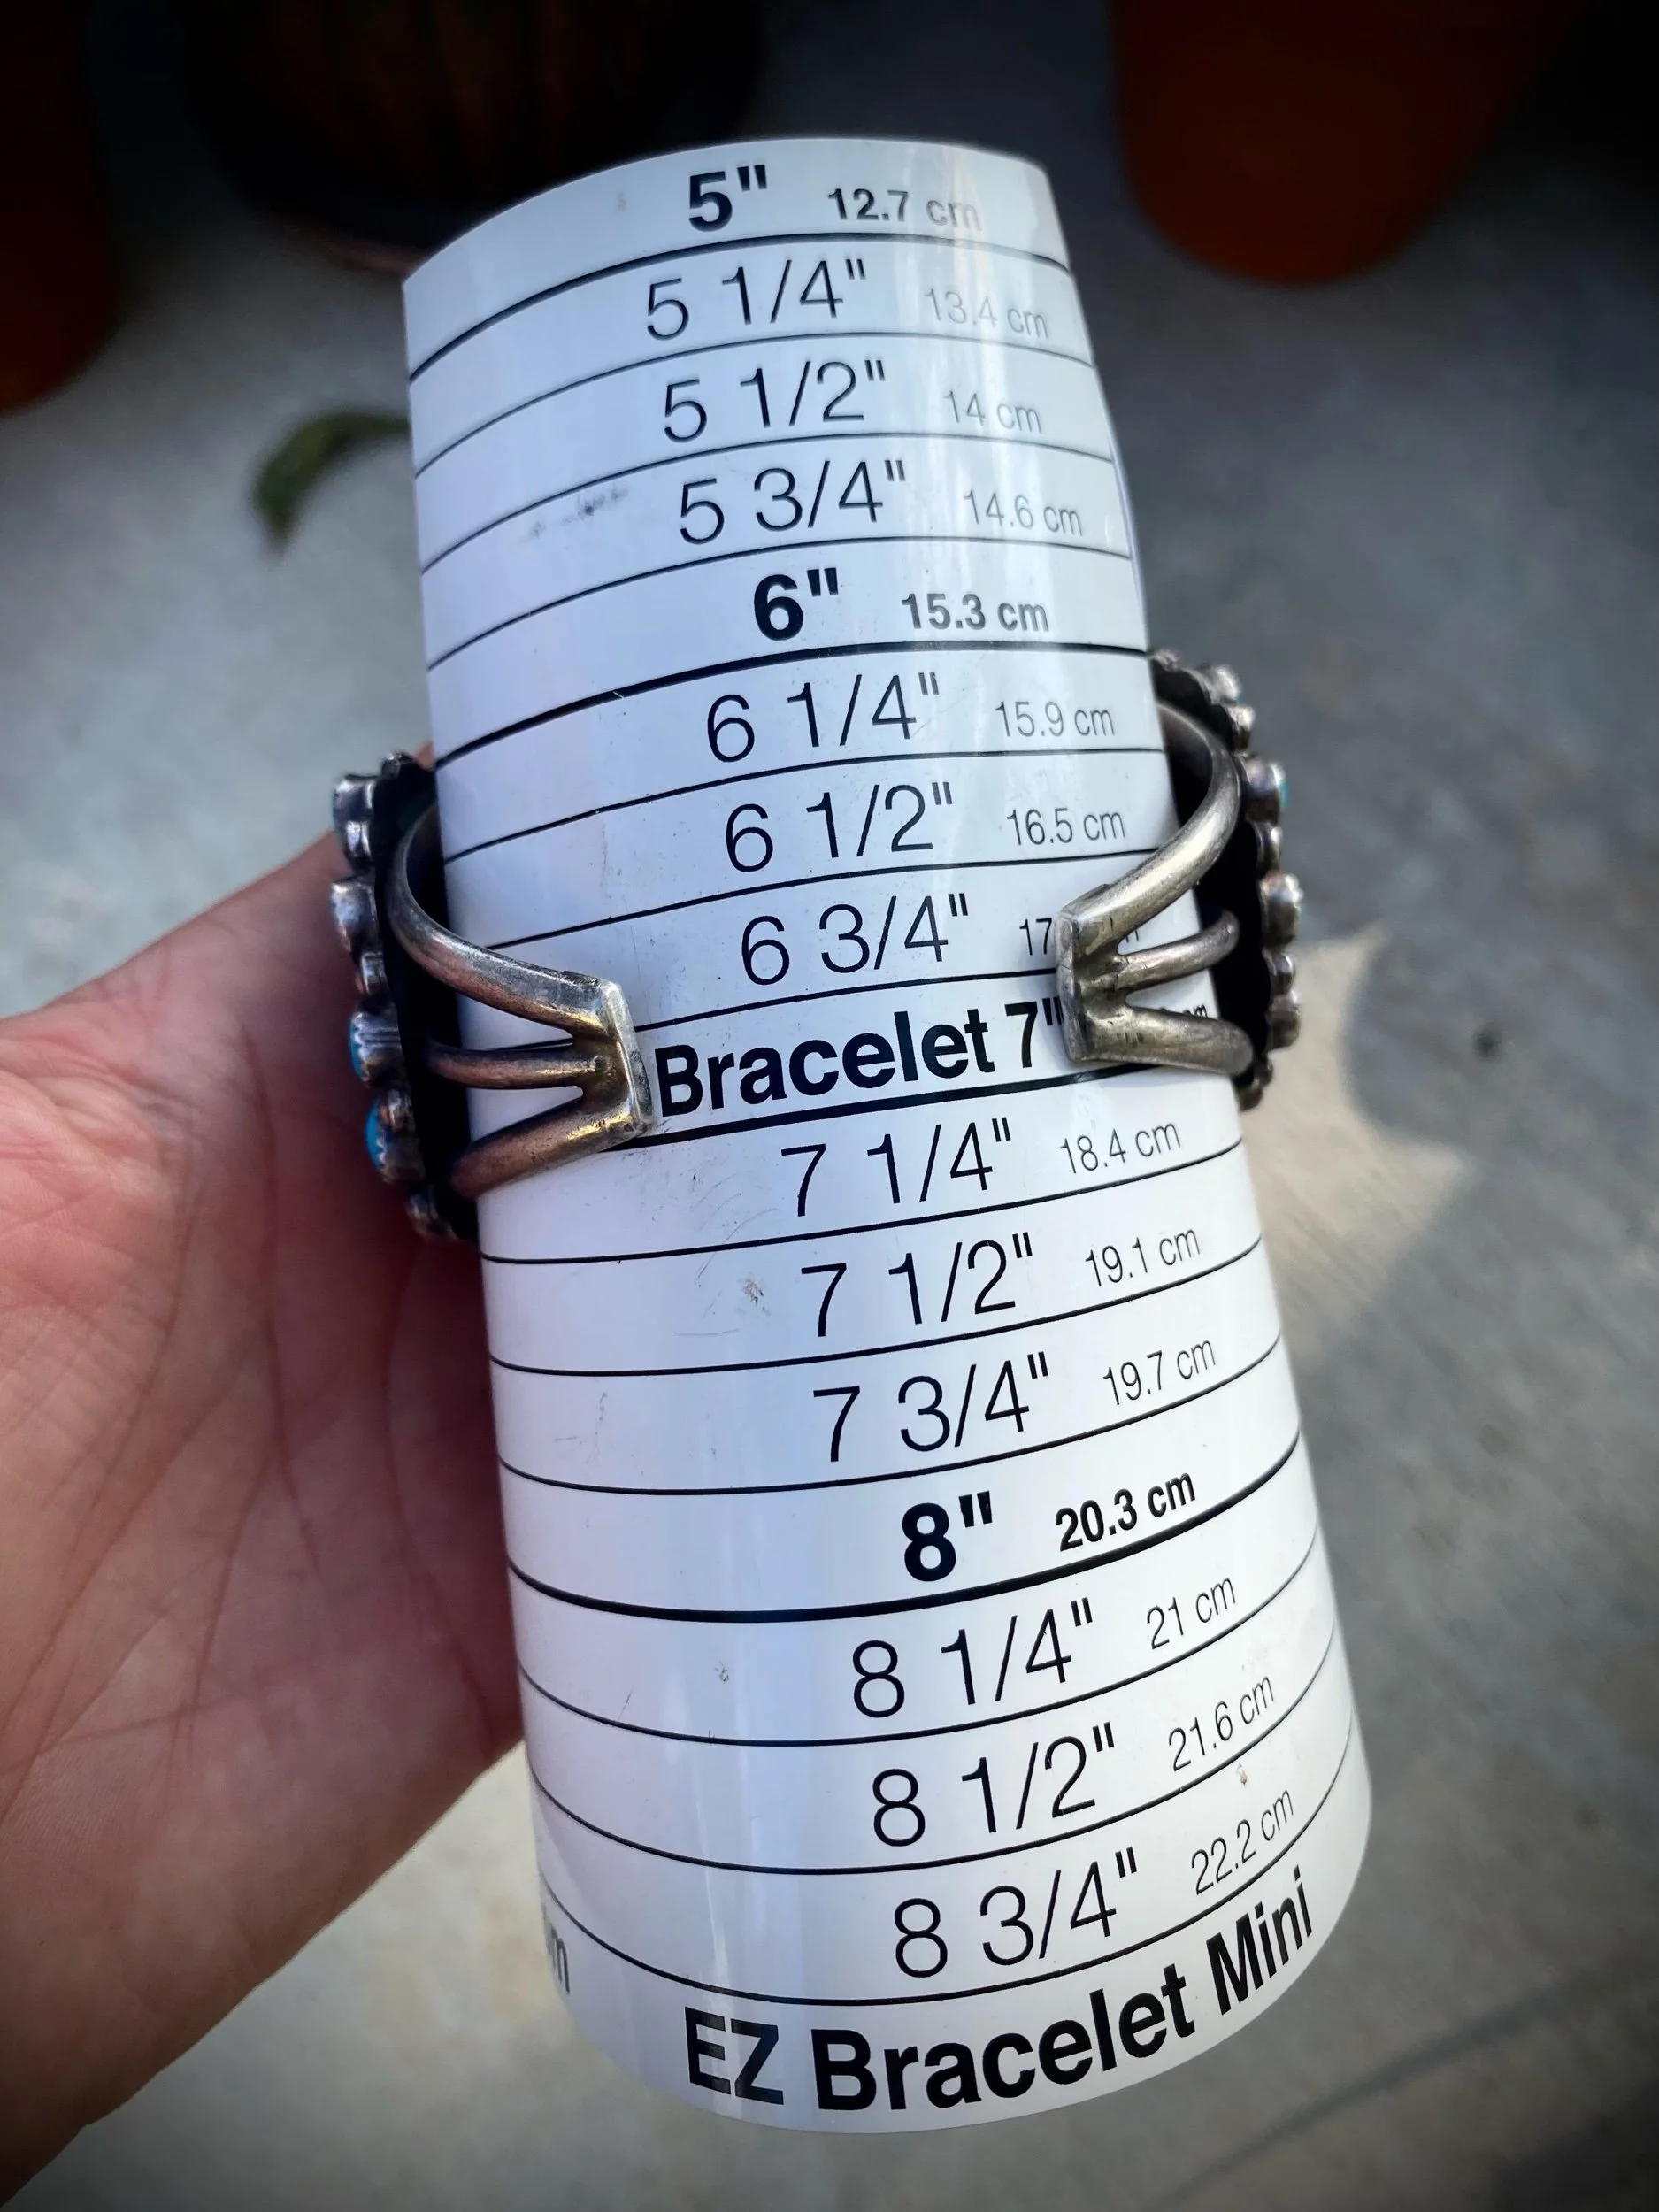 5" 12.7 cm
5 1/4" 13.4 cm
5 1/2" 14 cm
5 3/4" 14.6 cm
6" 15.3 cm
6 1/4" 15.9 cm
6 1/2" 16.5 cm
6 3/4" 17
Bracelet 7"
7 1/4" 18.4 cm
7 1/2" 19.1 cm
7 3/4" 19.7 cm
8" 20.3 cm
8 1/4" 21 cm
8 1/2" 21.6 cm
8 3/4" 22.2 cm
EZ Bracelet Mini